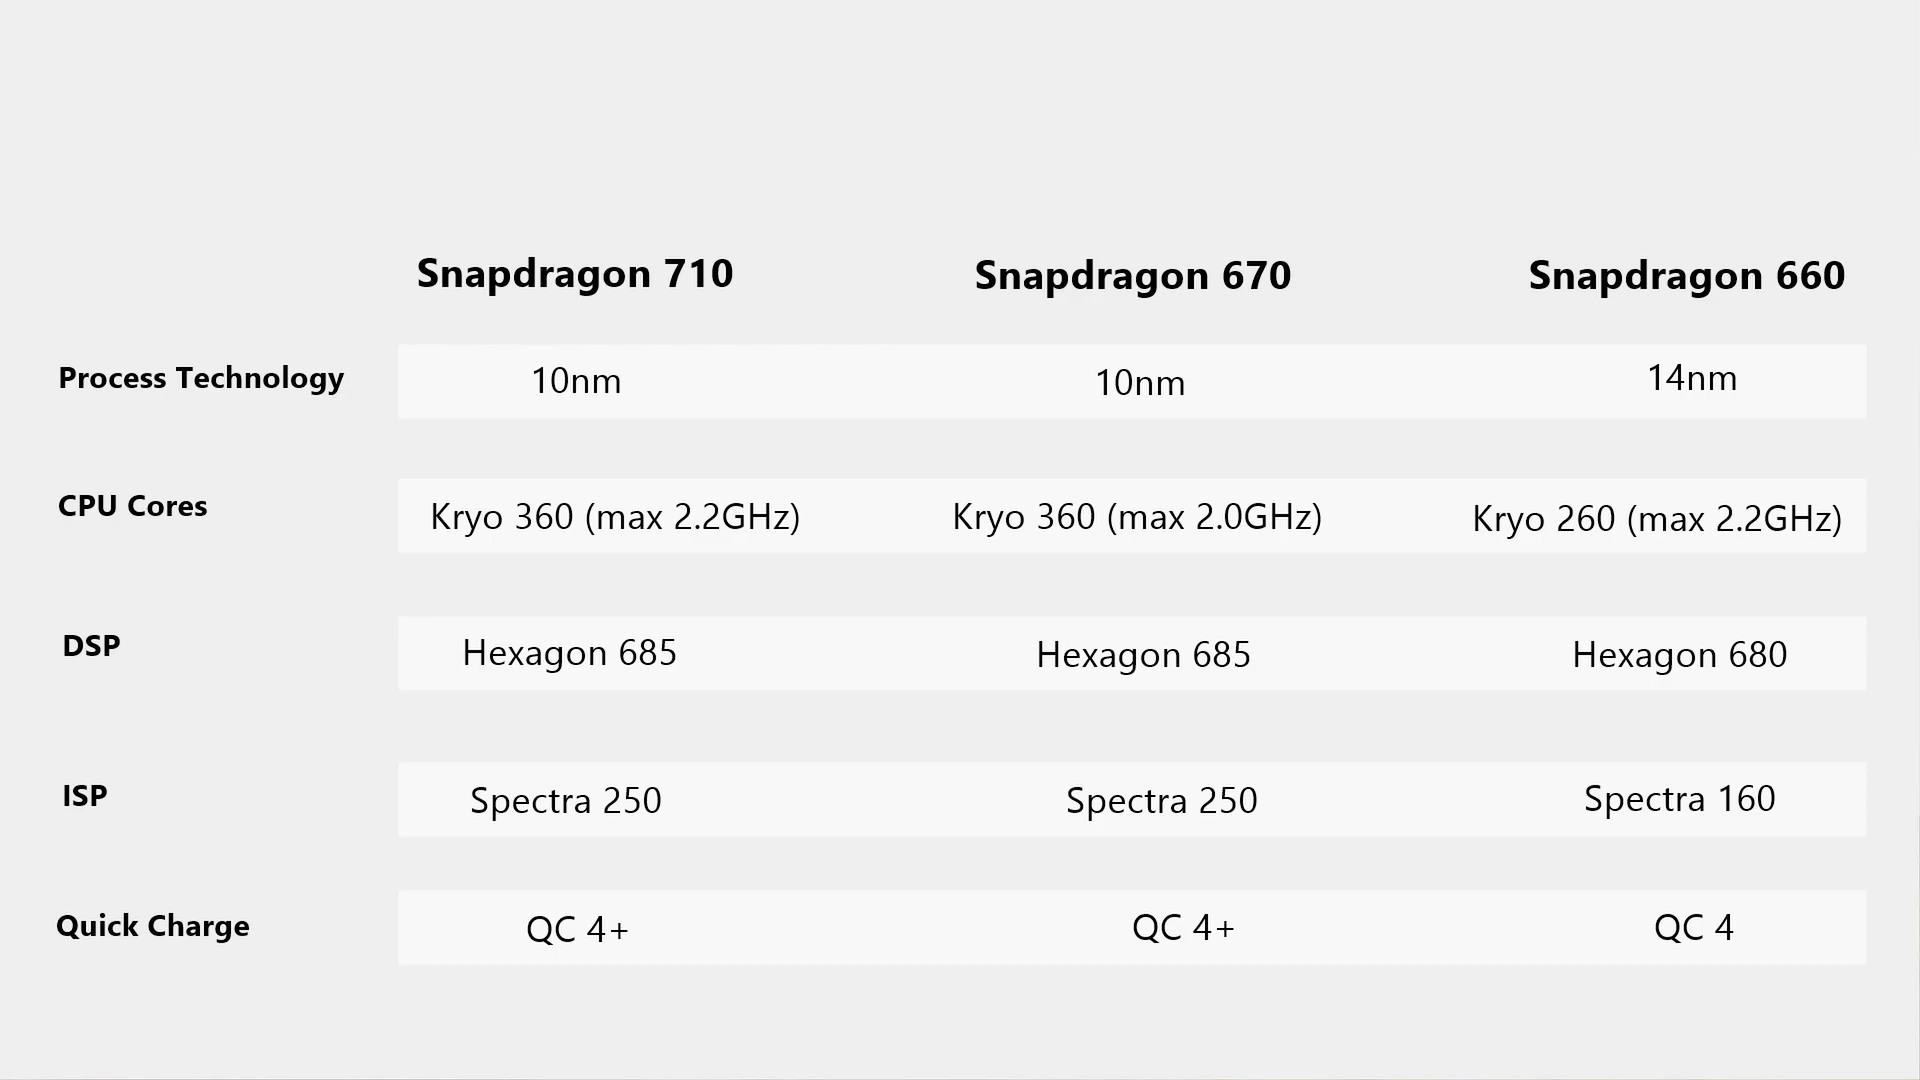 Snapdragon 710 Snapdragon 670 Snapdragon 660
Process Technology 10nm 10nm 14nm
CPU Cores Kryo 360 (max 2.2GHz) Kryo 360 (max 2.0GHz) Kryo 260 (max 2.2GHz)
DSP Hexagon 685 Hexagon 685 Hexagon 680
ISP Spectra 250 Spectra 250 Spectra 160
Quick Charge QC 4+ QC 4+ QC 4